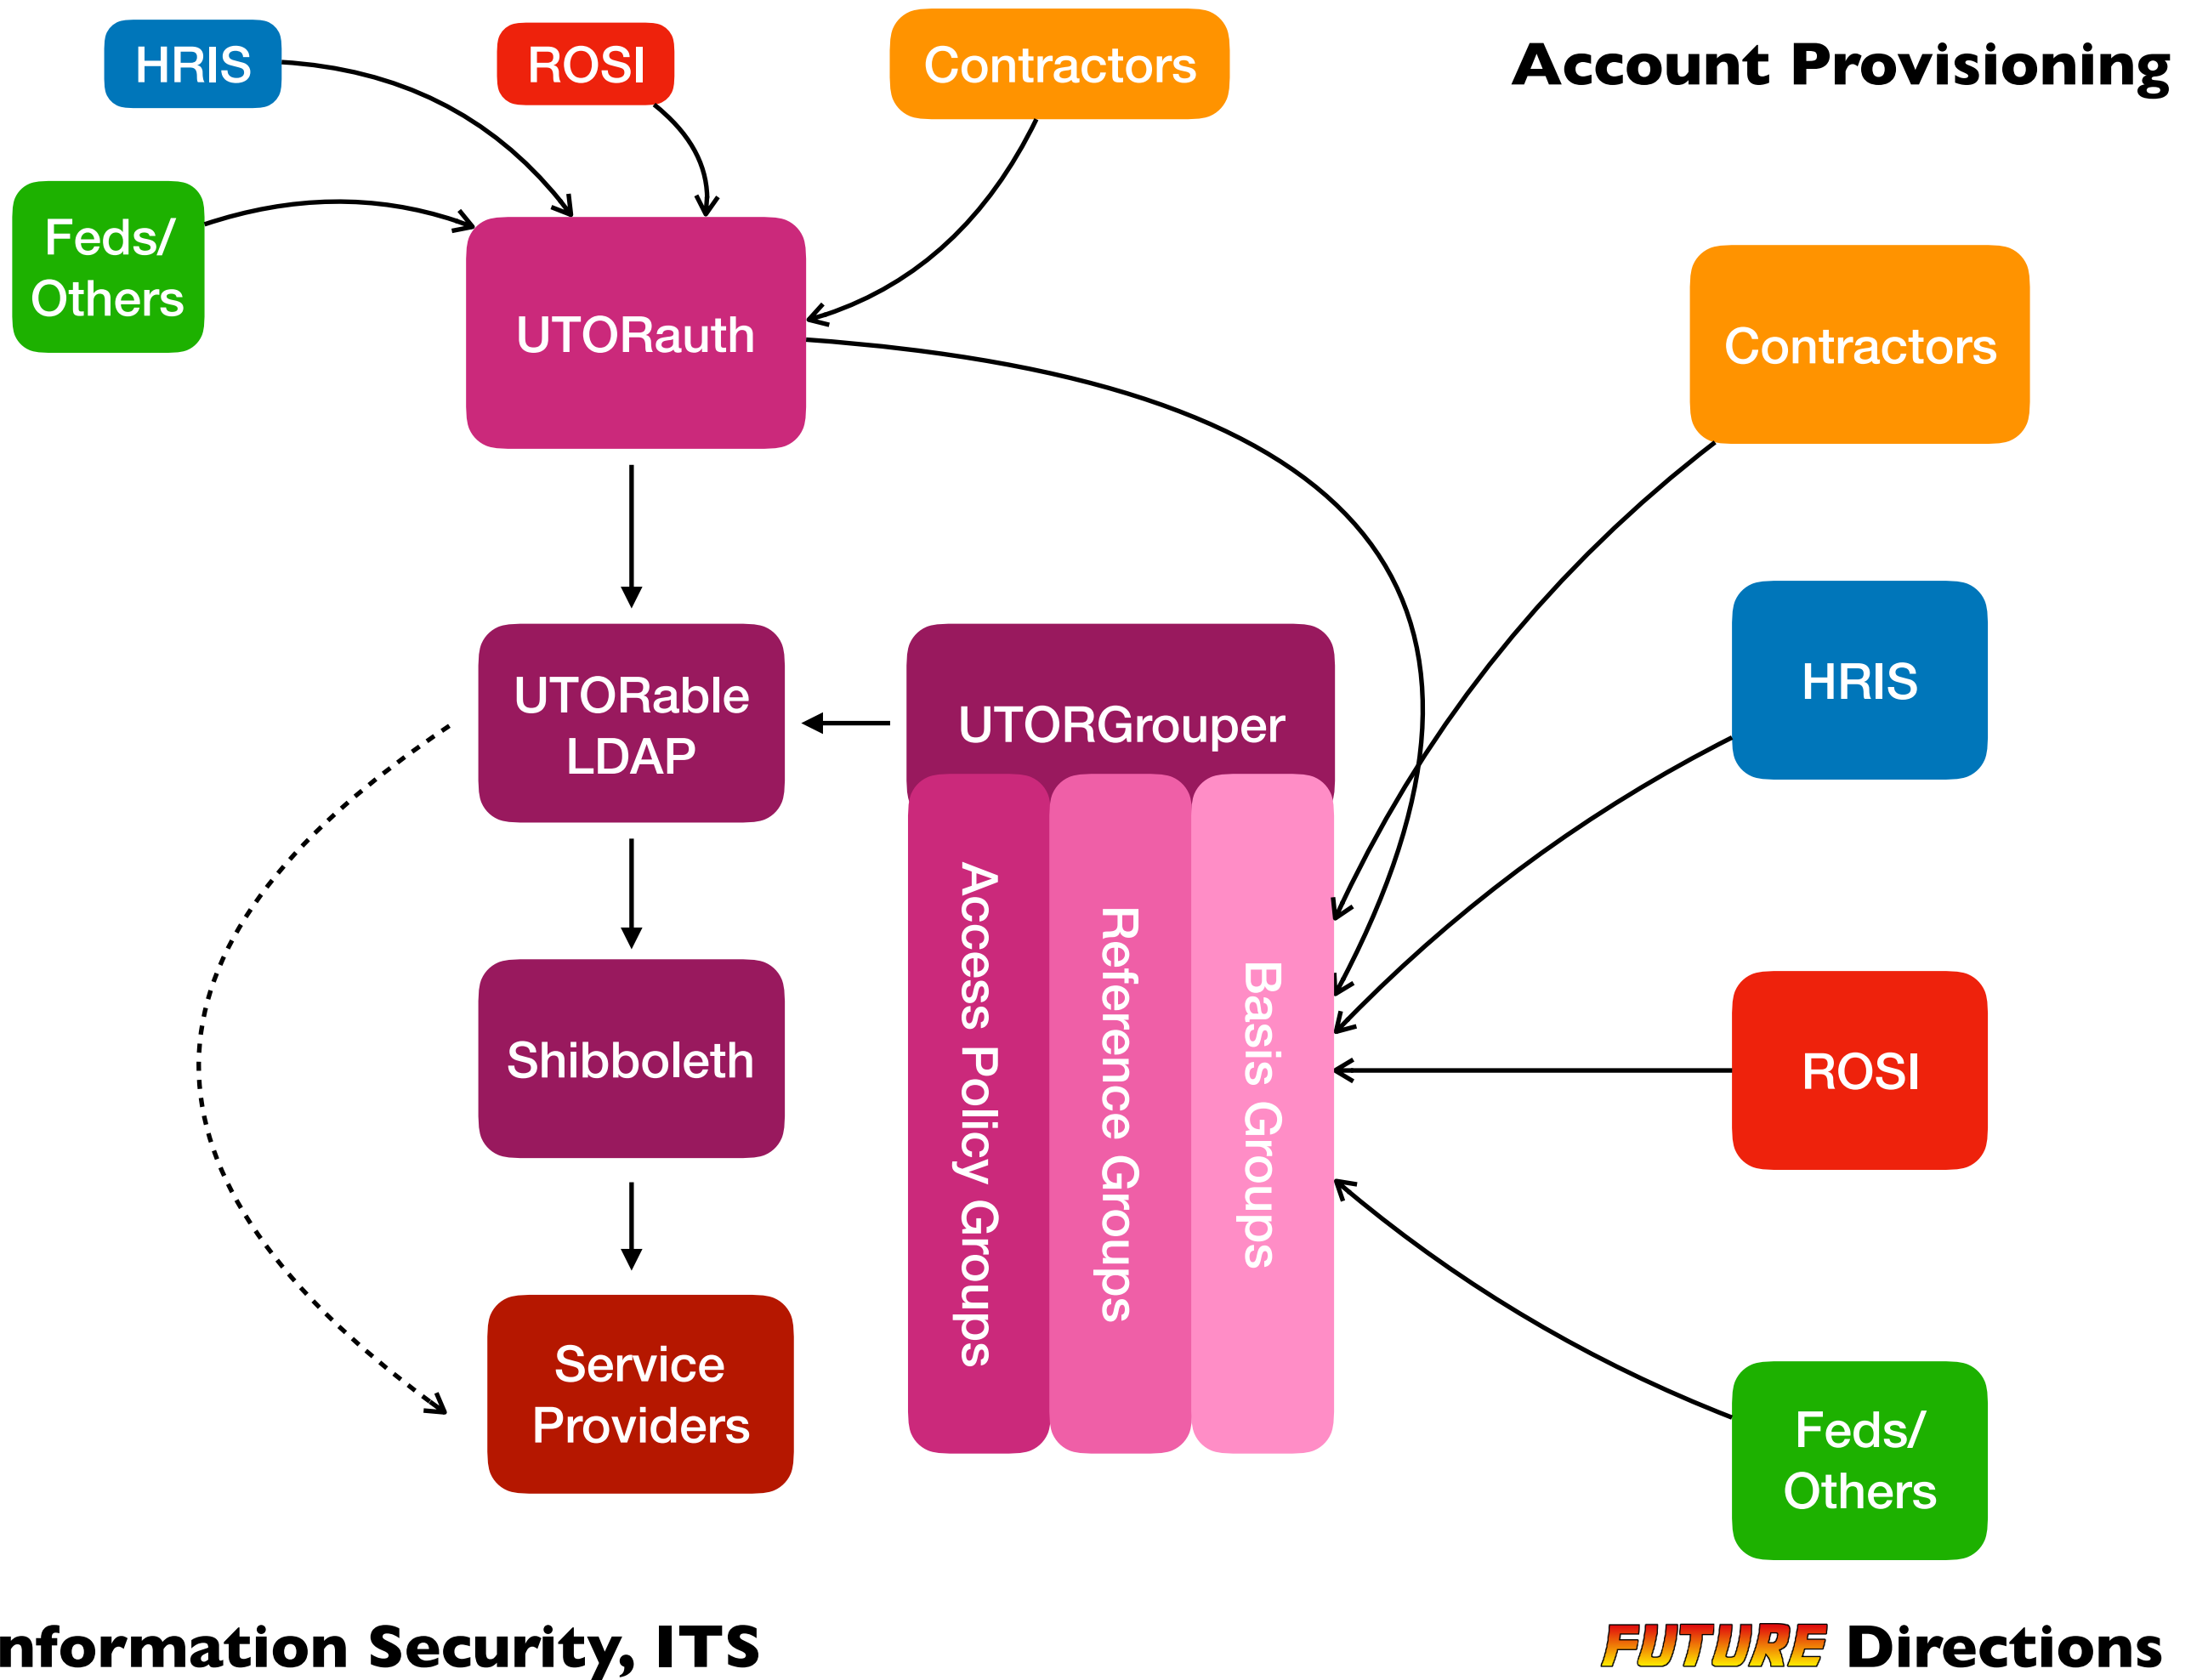 HRIS
ROSI
Contractors
Account Provisioning
Feds/
Others
UTORauth
Contractors
HRIS
UTORable
LDAP
UTORGrouper
Access Policy Groups
Reference Groups
Basis Groups
Shibboleth
ROSI
Service
Providers
Feds/
Others
nformation Security, ITS
FUTURE Directions